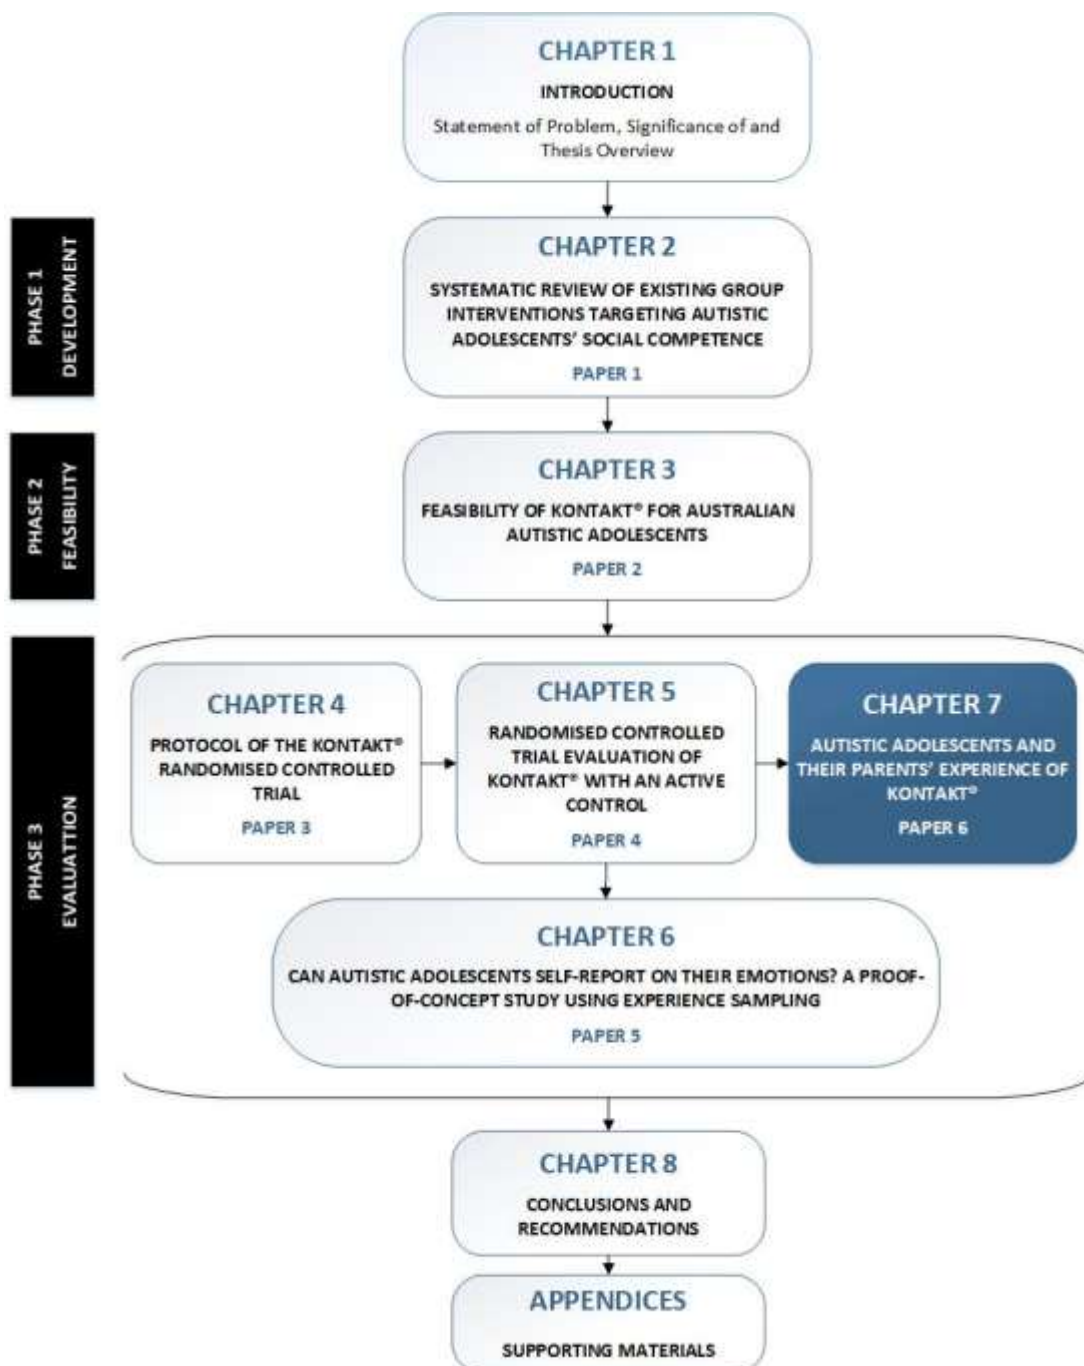 CHAPTER 1
INTRODUCTION
Statement of Problem, Significance of and
Thesis Overview
PHASE 1
DEVELOPMENT
CHAPTER 2
SYSTEMATIC REVIEW OF EXISTING GROUP
INTERVENTIONS TARGETING AUTISTIC
ADOLESCENTS' SOCIAL COMPETENCE
PAPER 1
PHASE 2
FEASIBILITY
CHAPTER 3
FEASIBILITY OF KONTAKT® FOR AUSTRALIAN
AUTISTIC ADOLESCENTS
PAPER 2
PHASE 3
EVALUATTION
CHAPTER 4
PROTOCOL OF THE KONTAKT®
RANDOMISED CONTROLLED
TRIAL
PAPER 3
CHAPTER 5
RANDOMISED CONTROLLED
TRIAL EVALUATION OF
KONTAKT® WITH AN ACTIVE
CONTROL
PAPER 4
CHAPTER 7
AUTISTIC ADOLESCENTS AND
THEIR PARENTS' EXPERIENCE OF
KONTAKT®
PAPER 6
CHAPTER 6
CAN AUTISTIC ADOLESCENTS SELF-REPORT ON THEIR EMOTIONS? A PROOF-
OF-CONCEPT STUDY USING EXPERIENCE SAMPLING
PAPER 5
CHAPTER 8
CONCLUSIONS AND
RECOMMENDATIONS
APPENDICES
SUPPORTING MATERIALS